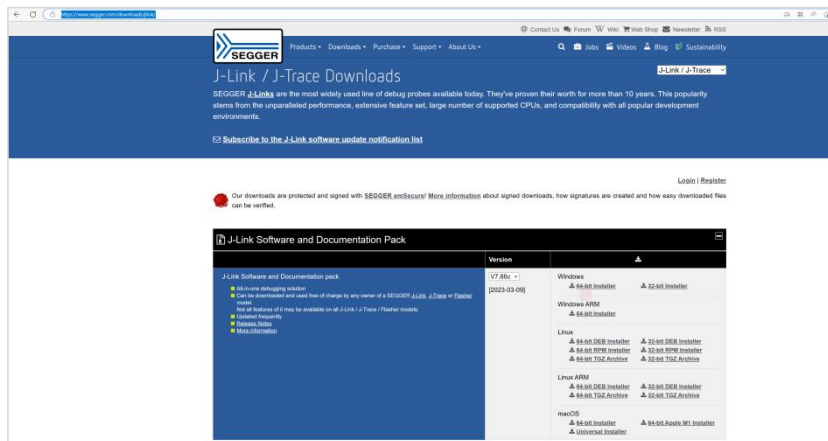 https://www.segger.com/downloads/jlink/
Contact Us Forum Wiki Web Shop Newsletter RSS
SEGGER
Products Downloads Purchase Support About Us
Jobs Videos Blog Sustainability
J-Link / J-Trace Downloads
J-Link / J-Trace
SEGGER J-Links are the most widely used line of debug probes available today. They've proven their worth for more than 10 years. This popularity
stems from the unparalleled performance, extensive feature set, large number of supported CPUs, and compatibility with all popular development
environments.
Subscribe to the J-Link software update notification list
Login | Register
Our downloads are protected and signed with SEGGER emSecure! More information about signed downloads, how signatures are created and how easy downloaded files
can be verified.
J-Link Software and Documentation Pack
Version
J-Link Software and Documentation pack
All-in-one debugging solution
Can be downloaded and used free of charge by any owner of a SEGGER J-Link, J-Trace or Flasher
model.
Not all features of it may be available on all J-Link / J-Trace / Flasher models.
Updated frequently
Release Notes
More information
V7.86c
[2023-03-09]
Windows
64-bit Installer 32-bit Installer
Windows ARM
64-bit Installer
Linux
64-bit DEB Installer 32-bit DEB Installer
64-bit RPM Installer 32-bit RPM Installer
64-bit TGZ Archive 32-bit TGZ Archive
Linux ARM
64-bit DEB Installer 32-bit DEB Installer
64-bit TGZ Archive 32-bit TGZ Archive
macOS
64-bit Installer 64-bit Apple M1 Installer
Universal Installer